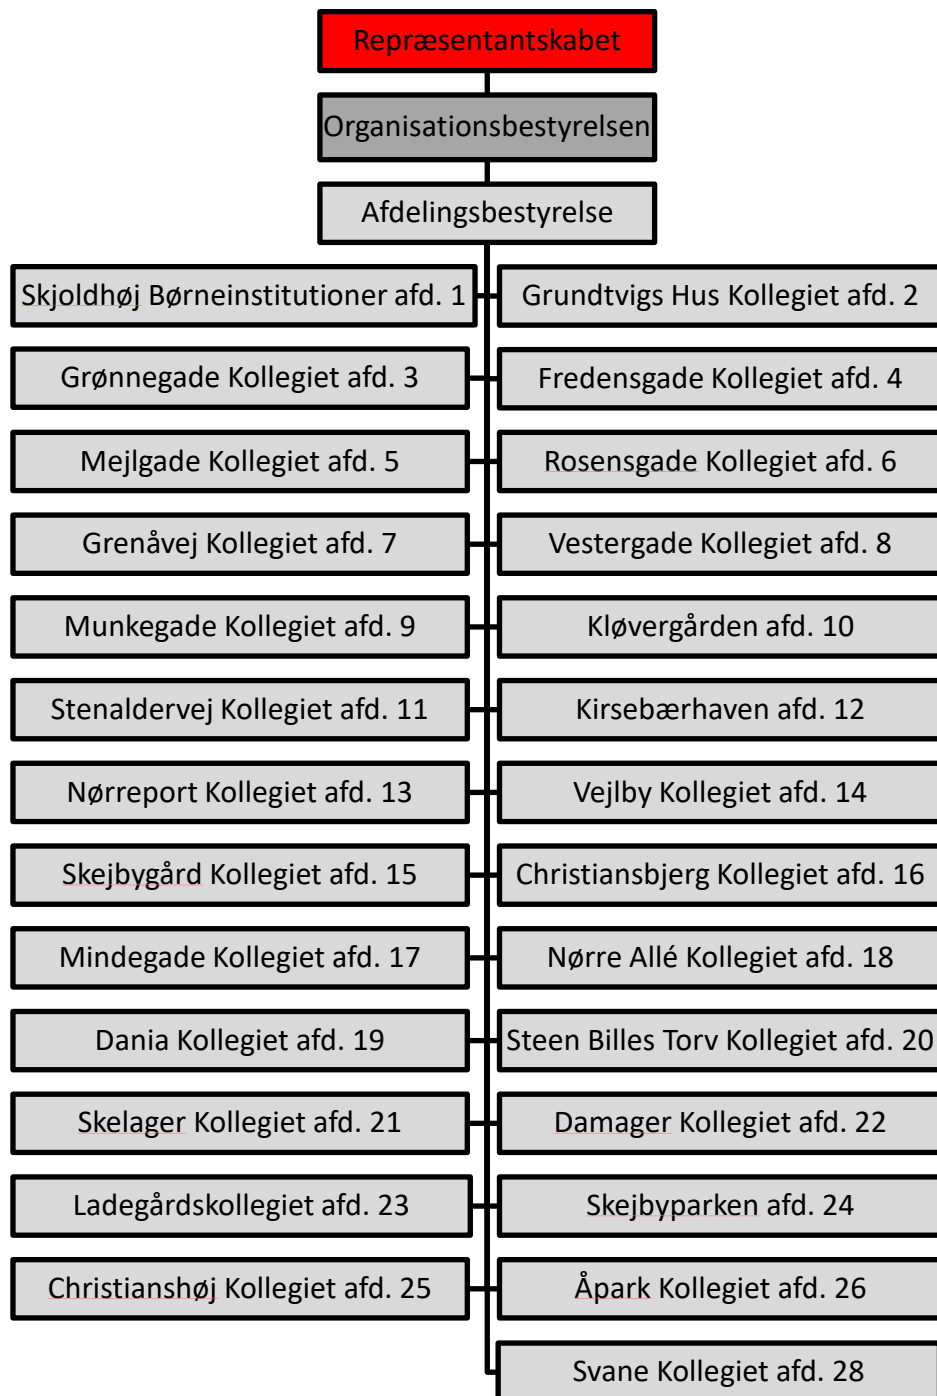 Repræsentantskabet
Organisationsbestyrelsen
Afdelingsbestyrelse
Skjoldhøj Børneinstitutioner afd. 1
Grundtvigs Hus Kollegiet afd. 2
Grønnegade Kollegiet afd. 3
Fredensgade Kollegiet afd. 4
Mejlgade Kollegiet afd. 5
Rosensgade Kollegiet afd. 6
Grenåvej Kollegiet afd. 7
Vestergade Kollegiet afd. 8
Munkegade Kollegiet afd. 9
Kløvergården afd. 10
Stenaldervej Kollegiet afd. 11
Kirsebærhaven afd. 12
Nørreport Kollegiet afd. 13
Vejlby Kollegiet afd. 14
Skejbygård Kollegiet afd. 15
Christiansbjerg Kollegiet afd. 16
Mindegade Kollegiet afd. 17
Nørre Allé Kollegiet afd. 18
Dania Kollegiet afd. 19
Steen Billes Torv Kollegiet afd. 20
Skelager Kollegiet afd. 21
Damager Kollegiet afd. 22
Ladegårdskollegiet afd. 23
Skejbyparken afd. 24
Christianshøj Kollegiet afd. 25
Åpark Kollegiet afd. 26
Svane Kollegiet afd. 28